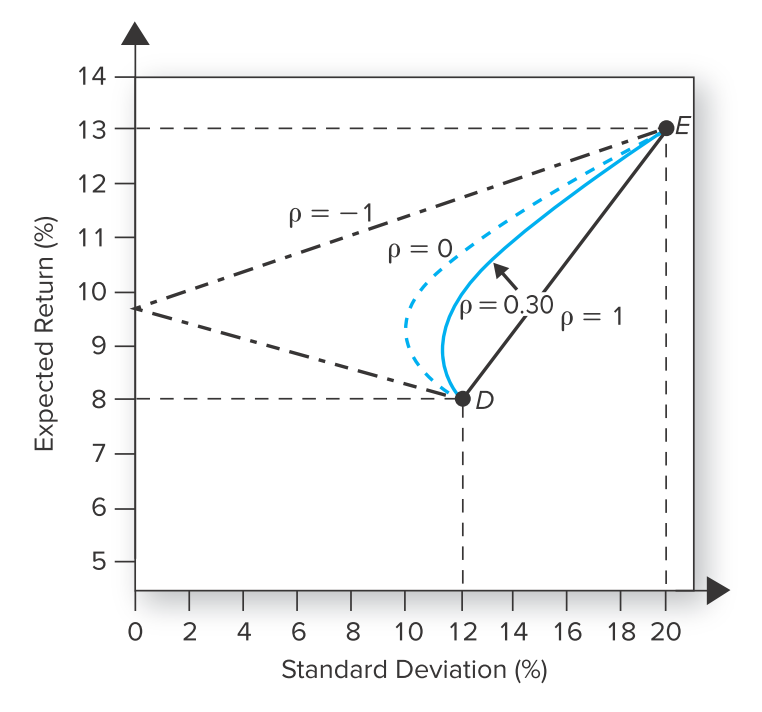 14
13
E
12
ρ = −1
11
ρ = 0
10
ρ = 0.30
ρ = 1
9
8
D
7
6
5
0 2 4 6 8 10 12 14 16 18 20
Expected Return (%)
Standard Deviation (%)